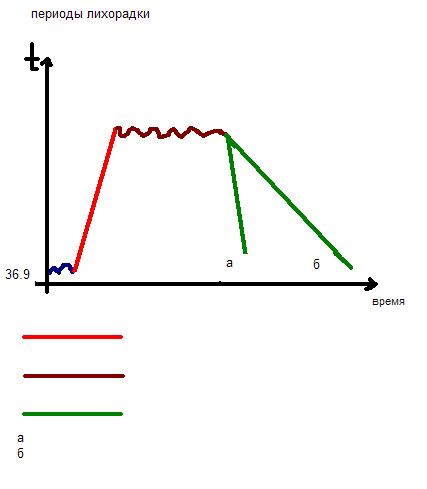 периоды лихорадки
t
36.9
а
б
время
а
б